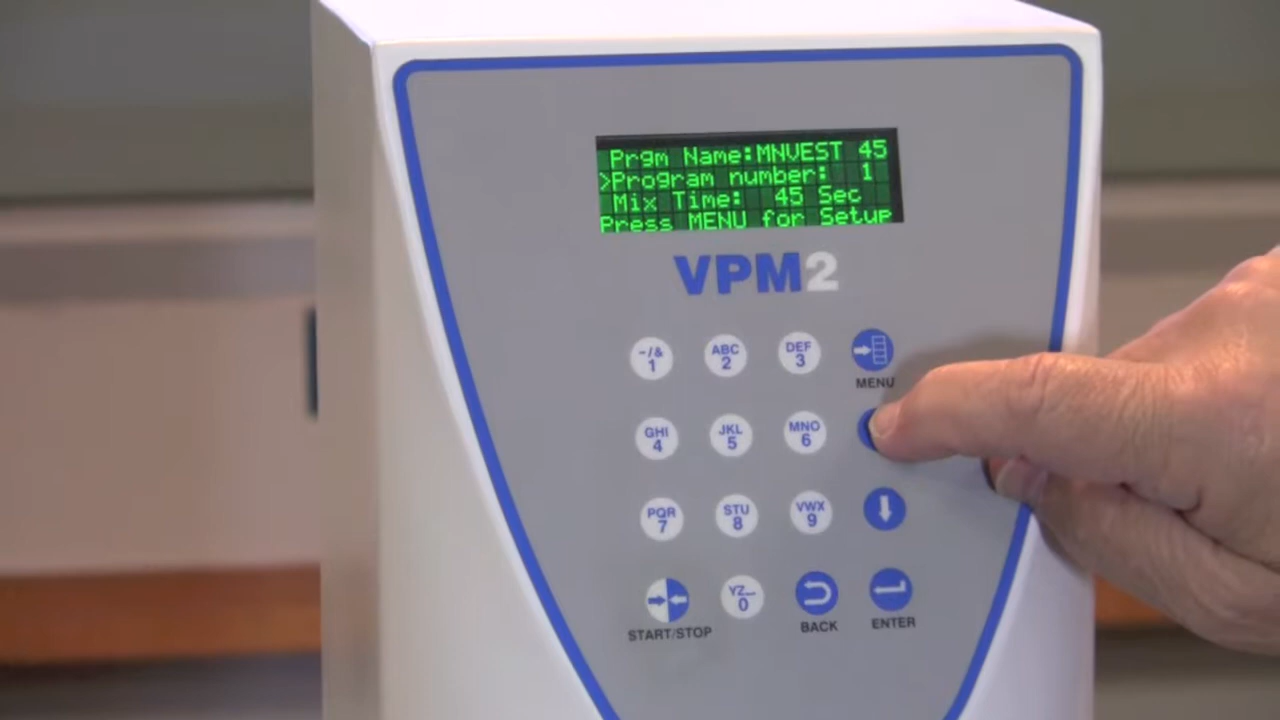 Prgm Name:MNVEST 45
>Program number: 1
Mix Time: 45 Sec
Press MENU for Setup
VPM2
-/& 1
ABC 2
DEF 3
MENU
GHI 4
JKL 5
MNO 6
PQR 7
STU 8
VWX 9
START/STOP
YZ_ 0
BACK
ENTER